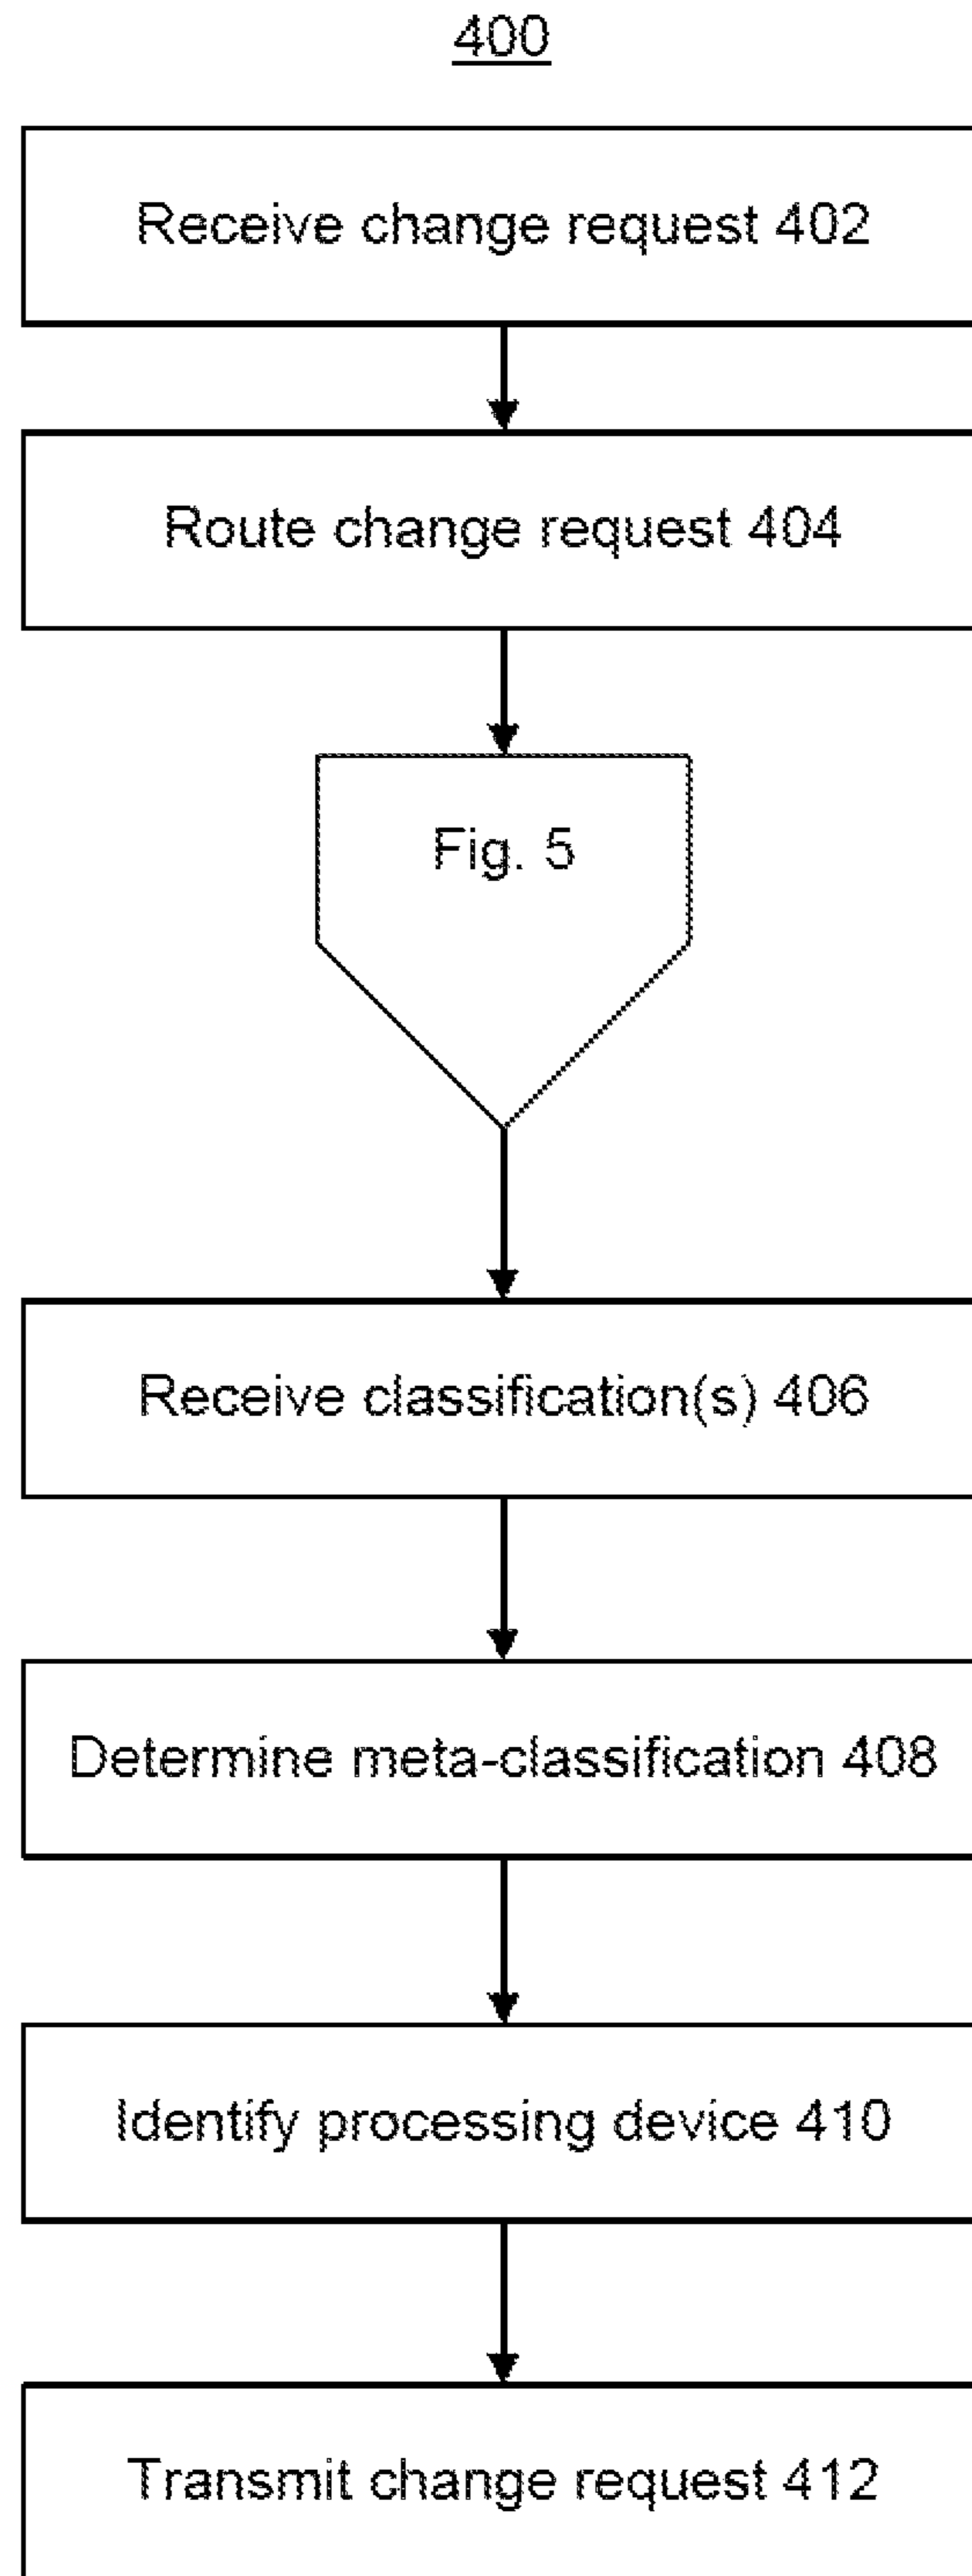 400
Receive change request 402
Route change request 404
Fig. 5
Receive classification(s) 406
Determine meta-classification 408
Identify processing device 410
Transmit change request 412